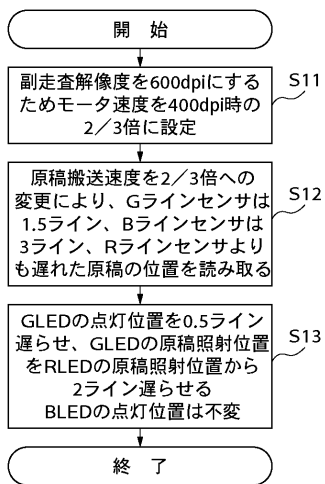 開 始
副走査解像度を600dpiにする
ためモータ速度を400dpi時の
2／3倍に設定
S11
原稿搬送速度を2／3倍への
変更により、Gラインセンサは
1.5ライン、Bラインセンサは
3ライン、Rラインセンサより
も遅れた原稿の位置を読み取る
S12
GLEDの点灯位置を0.5ライン
遅らせ、GLEDの原稿照射位置
をRLEDの原稿照射位置から
2ライン遅らせる
BLEDの点灯位置は不変
S13
終 了